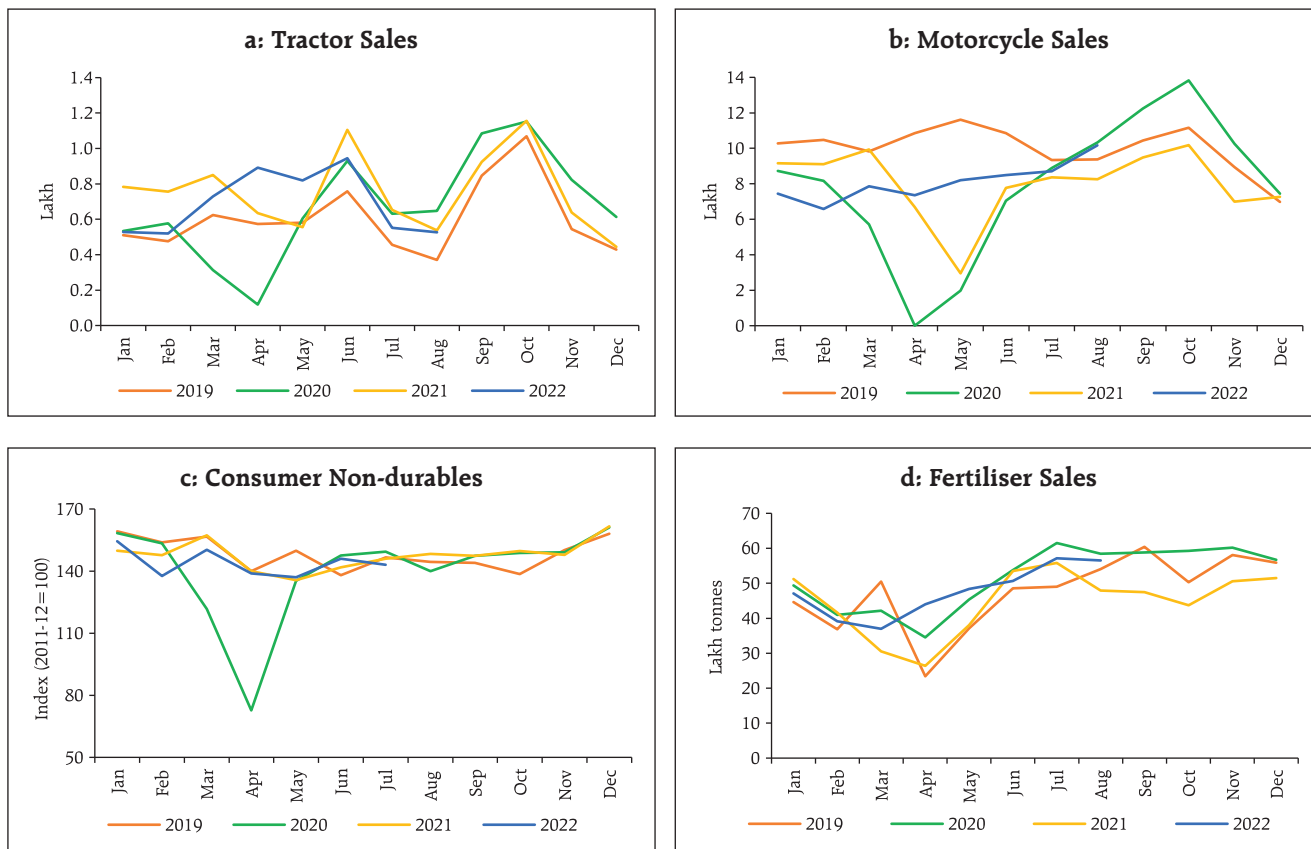 a: Tractor Sales
Lakh
1.4
1.2
1.0
0.8
0.6
0.4
0.2
0.0
Jan Feb Mar Apr May Jun Jul Aug Sep Oct Nov Dec
2019 2020 2021 2022
b: Motorcycle Sales
Lakh
14
12
10
8
6
4
2
0
Jan Feb Mar Apr May Jun Jul Aug Sep Oct Nov Dec
2019 2020 2021 2022
c: Consumer Non-durables
Index (2011-12=100)
170
140
110
80
50
Jan Feb Mar Apr May Jun Jul Aug Sep Oct Nov Dec
2019 2020 2021 2022
d: Fertiliser Sales
Lakh tonnes
70
60
50
40
30
20
10
0
Jan Feb Mar Apr May Jun Jul Aug Sep Oct Nov Dec
2019 2020 2021 2022